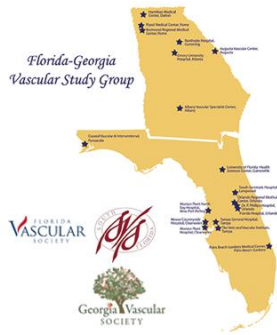 Florida-Georgia
Vascular Study Group
Hamilton Medical
Center, Dalton
Floyd Medical Center, Rome
Redmond Regional Medical
Center, Rome
Northside Hospital,
Cumming
Emory University
Hospital, Atlanta
Augusta Vascular Center,
Augusta
Albany Vascular Specialist Center,
Albany
Coastal Vascular & Interventional,
Pensacola
University of Florida Health
Science Center, Gainesville
South Seminole Hospital,
Longwood
Orlando Regional Medical
Center, Orlando
Dr. P. Phillips Hospital,
Orlando
Florida Hospital, Orlando
Morton Plant North
Bay Hospital,
New Port Richey
Hospital, Clearwater
Morton Plant
Hospital, Clearwater
Tampa General Hospital,
Tampa
Tampa
Palm Beach Gardens Medical Center,
Palm Beach Gardens
FLORIDA
VASCULAR
SOCIETY
SOUTH
FLORIDA
Georgia Vascular
SOCIETY